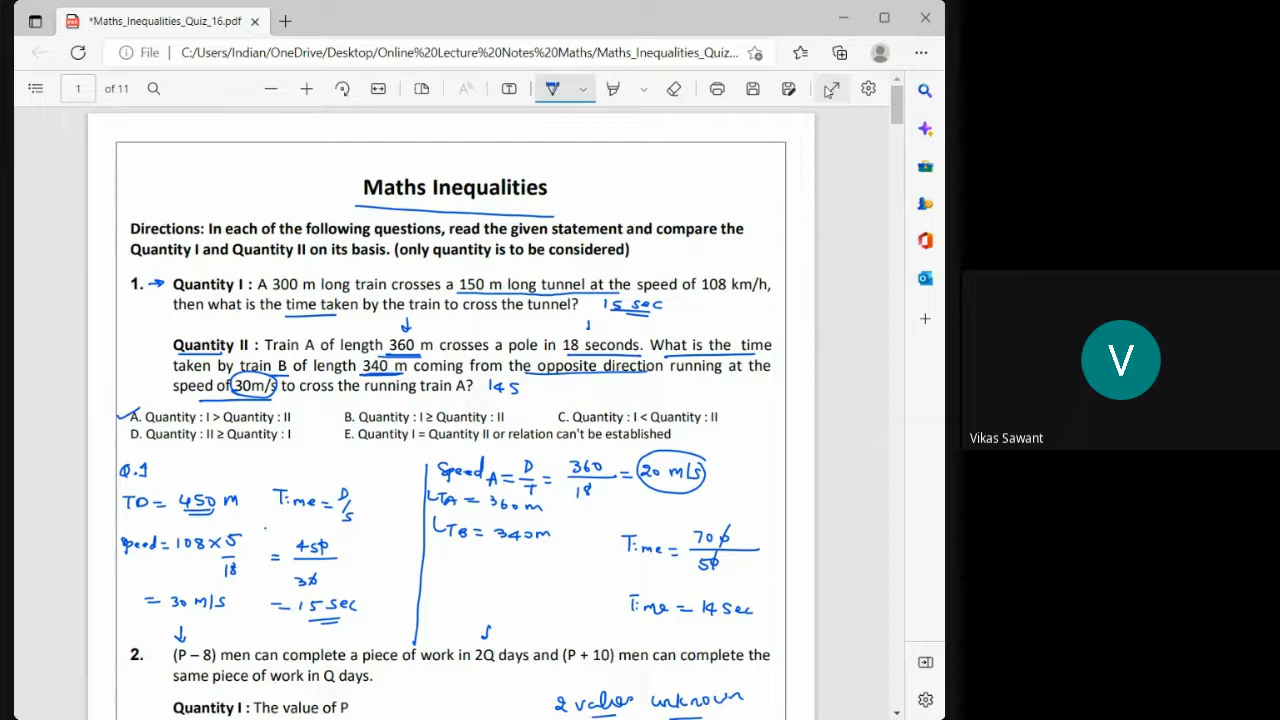 *Maths_Inequalities_Quiz_16.pdf
File
C:/Users/Indian/OneDrive/Desktop/Online%20Lecture%20Notes%20Maths/Maths_Inequalities_Quiz...
1 of 11
Maths Inequalities
Directions: In each of the following questions, read the given statement and compare the
Quantity I and Quantity II on its basis. (only quantity is to be considered)
1. Quantity I : A 300 m long train crosses a 150 m long tunnel at the speed of 108 km/h,
then what is the time taken by the train to cross the tunnel? 15 sec
Quantity II : Train A of length 360 m crosses a pole in 18 seconds. What is the time
taken by train B of length 340 m coming from the opposite direction running at the
speed of 30m/s to cross the running train A? 14s
A. Quantity : I > Quantity : II B. Quantity : I ≥ Quantity : II C. Quantity : I < Quantity : II
D. Quantity : II ≥ Quantity : I E. Quantity I = Quantity II or relation can't be established
Q.1
TD = 450 m Time = D/S
Speed = 108 × 5/18 = 450/30
= 30 m/s = 15 sec
Speed A = D/T = 360/18 = 20 m/s
LTA = 360m
LTB = 340m
Time = 700/50
Time = 14 sec
2. (P – 8) men can complete a piece of work in 2Q days and (P + 10) men can complete the
same piece of work in Q days.
Quantity I : The value of P
2 values unknown
V
Vikas Sawant